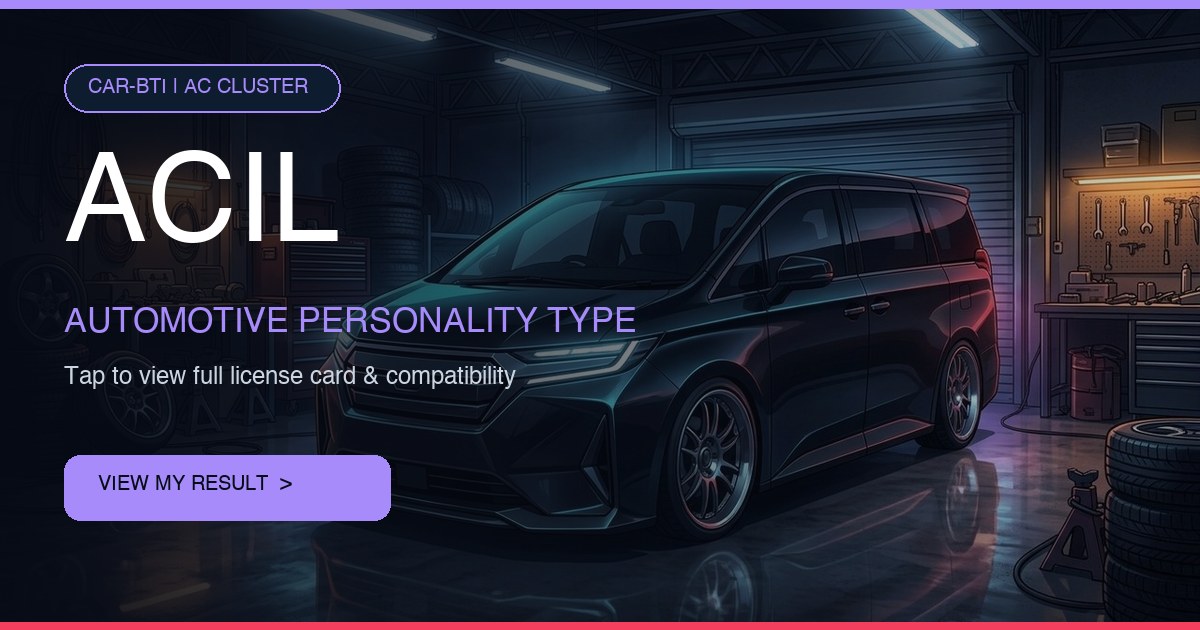 CAR-BTI | AC CLUSTER
ACIL
AUTOMOTIVE PERSONALITY TYPE
Tap to view full license card & compatibility
VIEW MY RESULT >